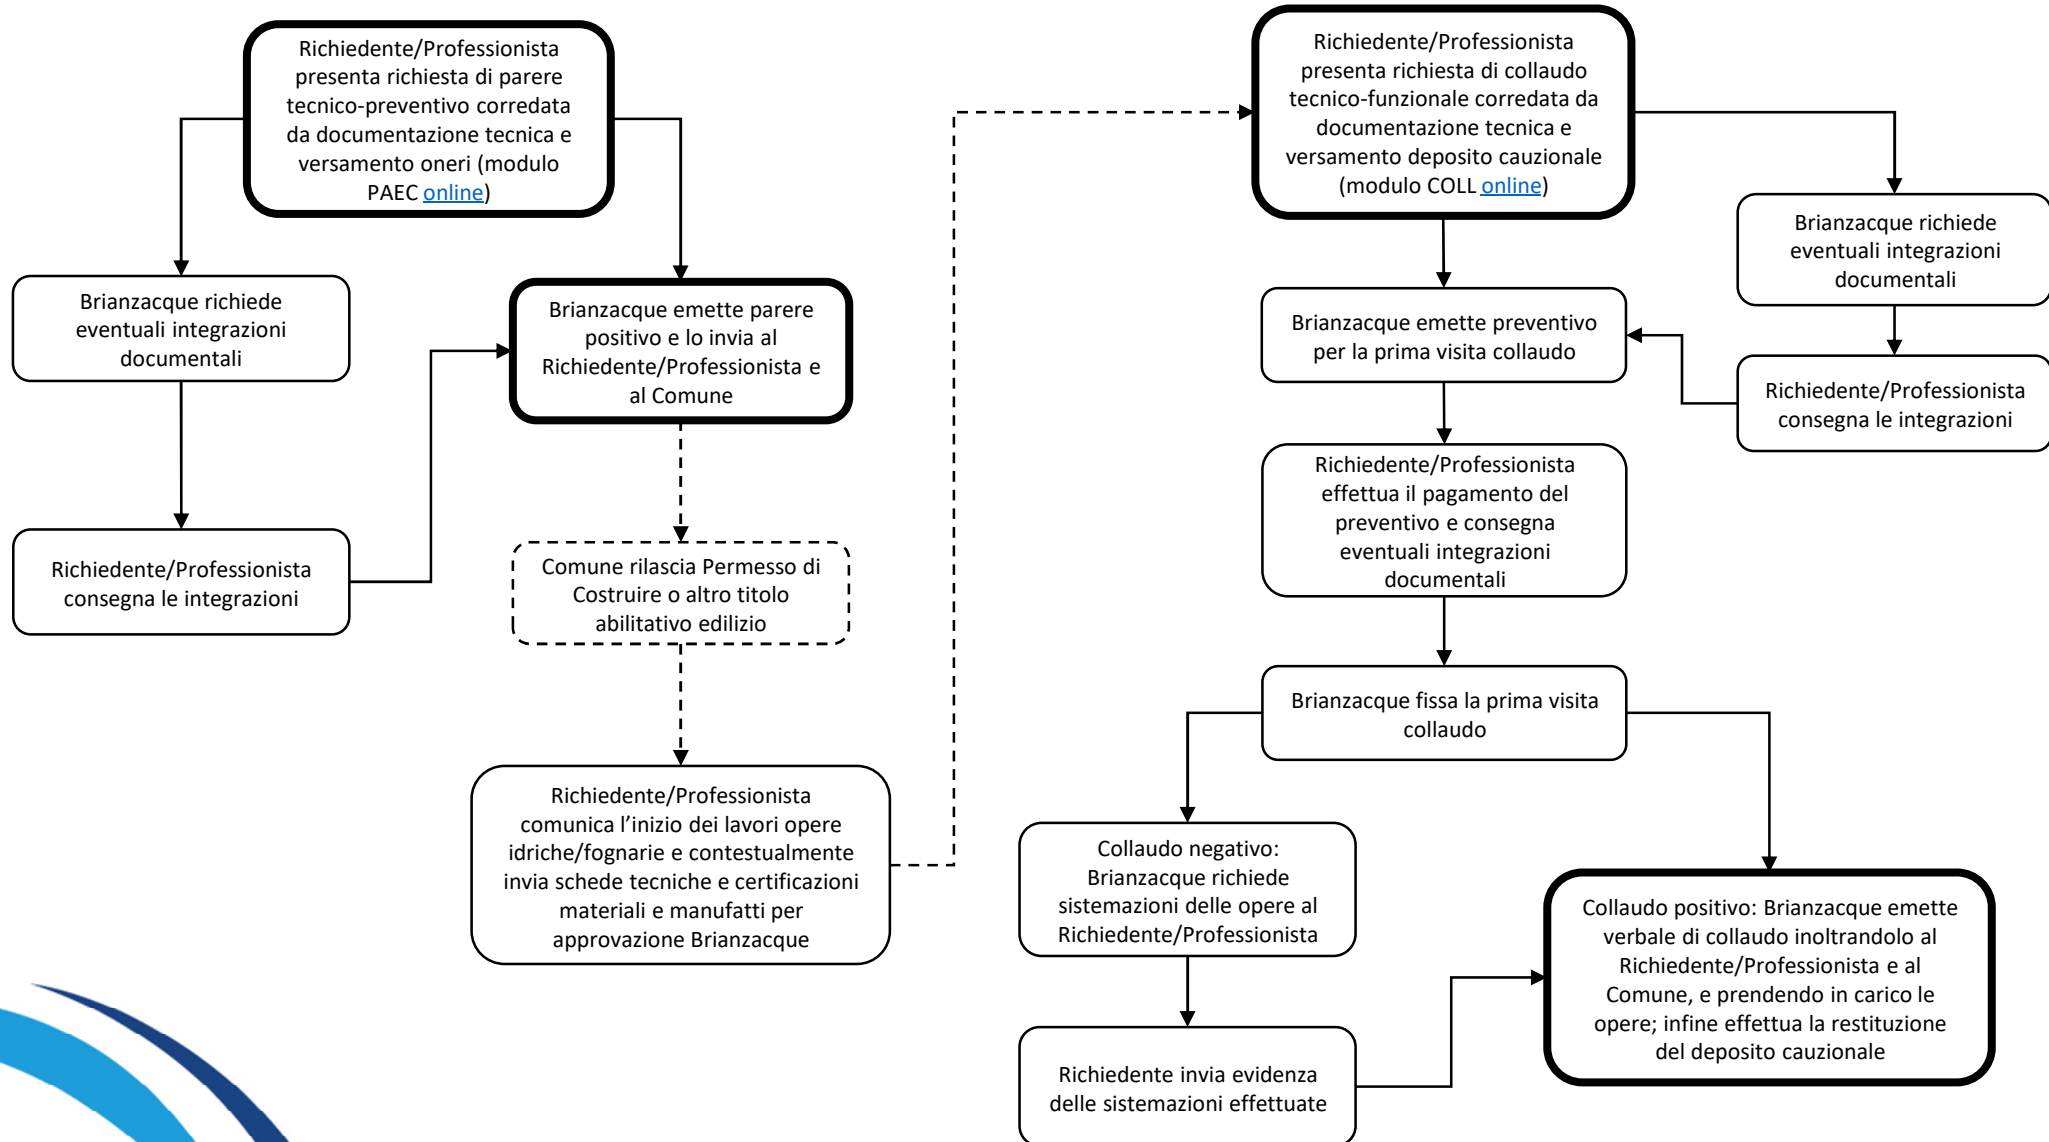 Richiedente/Professionista
presenta richiesta di parere
tecnico-preventivo corredata
da documentazione tecnica e
versamento oneri (modulo
PAEC online)
Brianzacque richiede
eventuali integrazioni
documentali
Brianzacque emette parere
positivo e lo invia al
Richiedente/Professionista e
al Comune
Richiedente/Professionista
consegna le integrazioni
Comune rilascia Permesso di
Costruire o altro titolo
abilitativo edilizio
Richiedente/Professionista
comunica l’inizio dei lavori opere
idriche/fognarie e contestualmente
invia schede tecniche e certificazioni
materiali e manufatti per
approvazione Brianzacque
Richiedente/Professionista
presenta richiesta di collaudo
tecnico-funzionale corredata da
documentazione tecnica e
versamento deposito cauzionale
(modulo COLL online)
Brianzacque richiede
eventuali integrazioni
documentali
Brianzacque emette preventivo
per la prima visita collaudo
Richiedente/Professionista
consegna le integrazioni
Richiedente/Professionista
effettua il pagamento del
preventivo e consegna
eventuali integrazioni
documentali
Brianzacque fissa la prima visita
collaudo
Collaudo negativo:
Brianzacque richiede
sistemazioni delle opere al
Richiedente/Professionista
Collaudo positivo: Brianzacque emette
verbale di collaudo inoltrandolo al
Richiedente/Professionista e al
Comune, e prendendo in carico le
opere; infine effettua la restituzione
del deposito cauzionale
Richiedente invia evidenza
delle sistemazioni effettuate